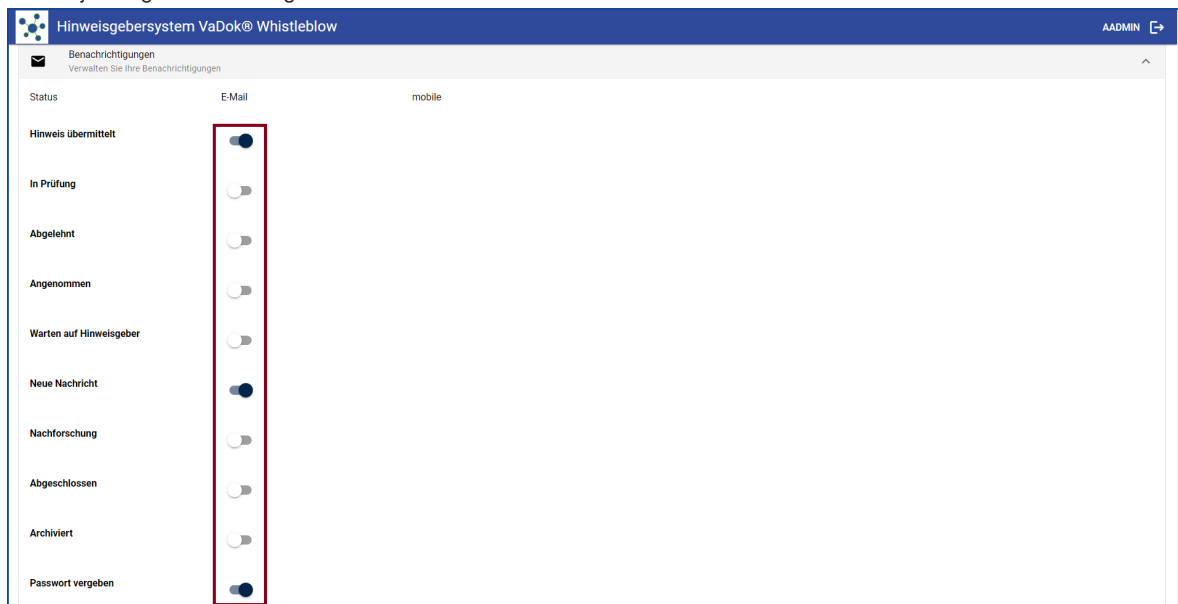 Hinweisgebersystem VaDok® Whistleblow
AADMIN
Benachrichtigungen
Verwalten Sie Ihre Benachrichtigungen
Status E-Mail mobile
Hinweis übermittelt
In Prüfung
Abgelehnt
Angenommen
Warten auf Hinweisgeber
Neue Nachricht
Nachforschung
Abgeschlossen
Archiviert
Passwort vergeben